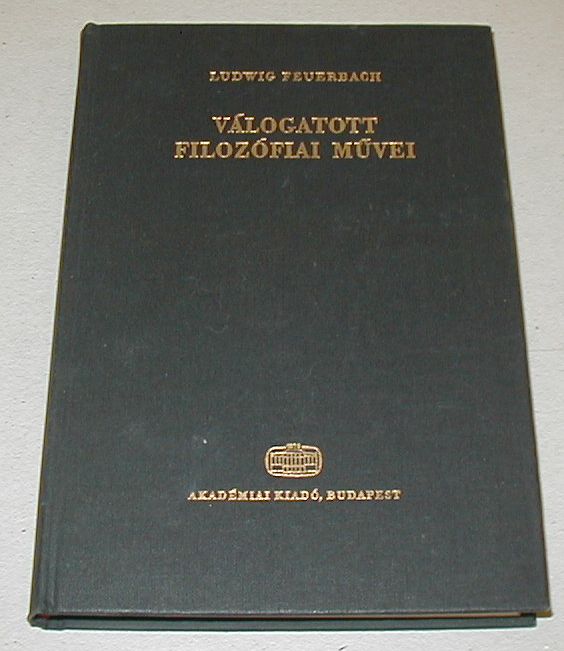 LUDWIG FEUERBACH
VÁLOGATOTT
FILOZÓFIAI MŰVEI
AKADÉMIAI KIADÓ, BUDAPEST